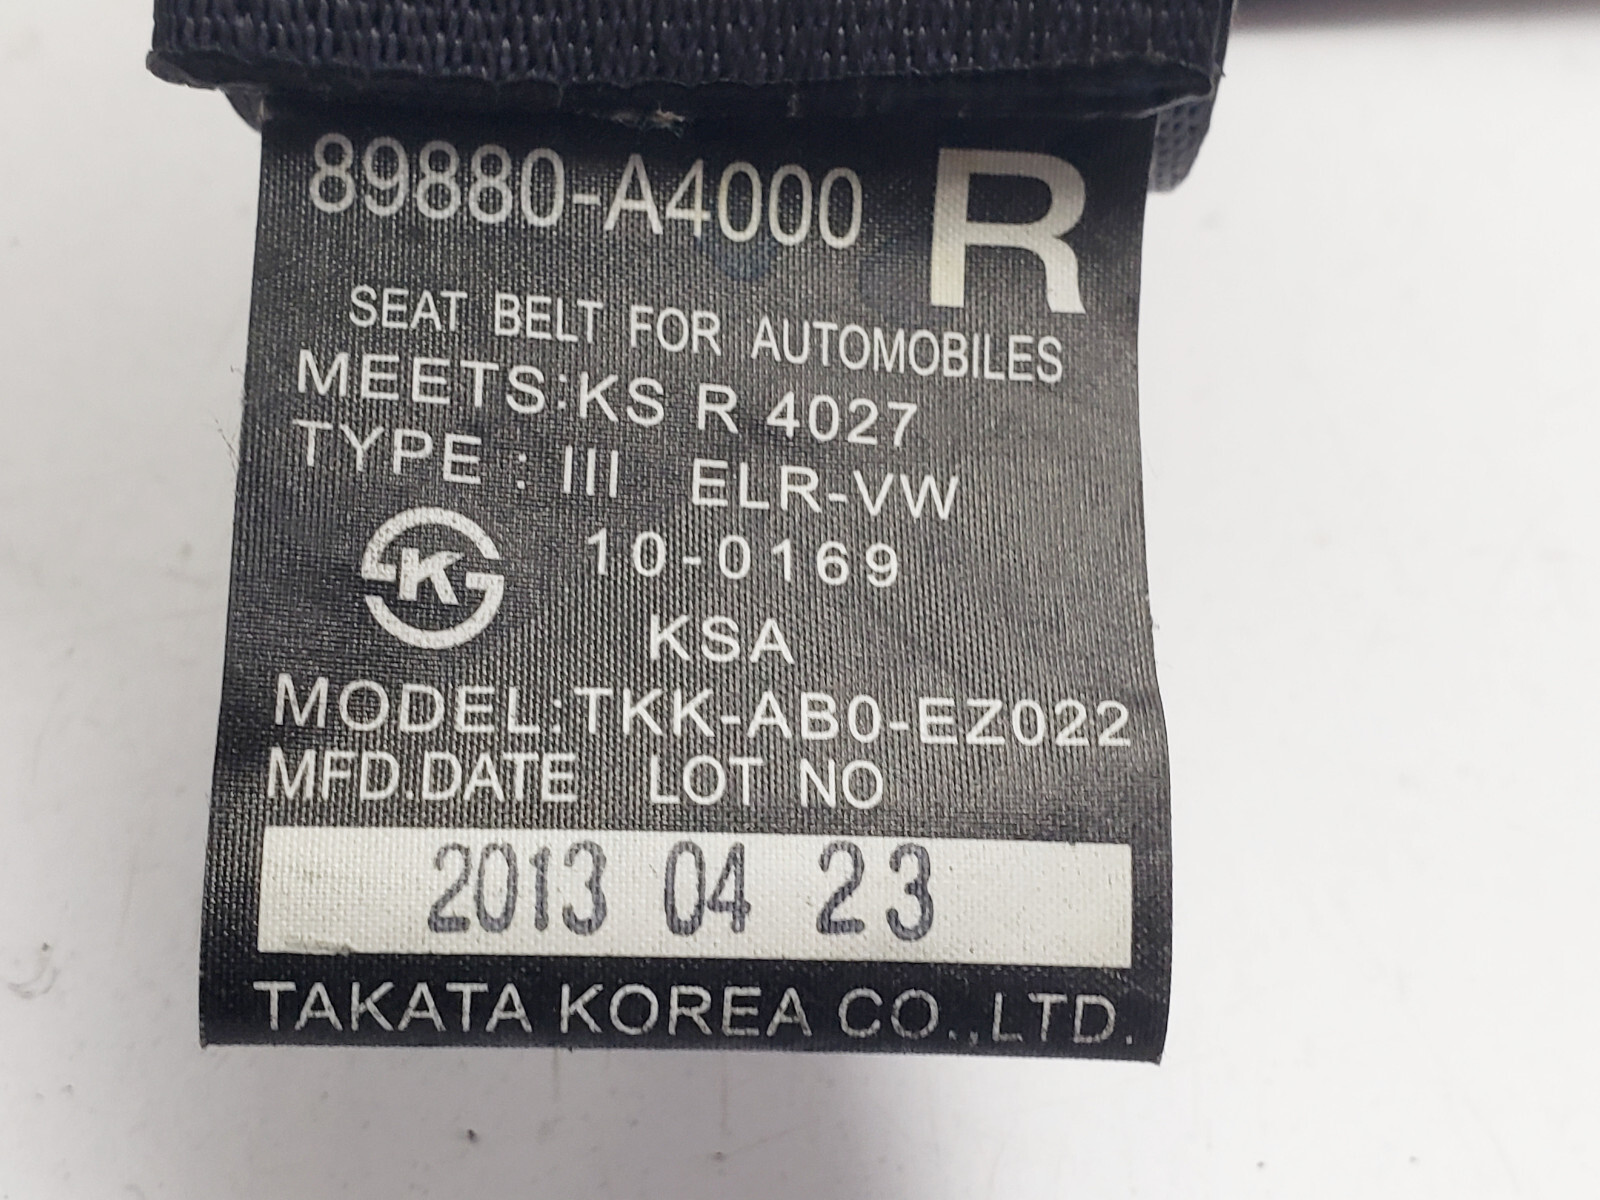 89880-A4000 R
SEAT BELT FOR AUTOMOBILES
MEETS:KS R 4027
TYPE : III ELR-VW
K 10-0169
KSA
MODEL:TKK-AB0-EZ022
MFD.DATE LOT NO
2013 04 23
TAKATA KOREA CO.,LTD.